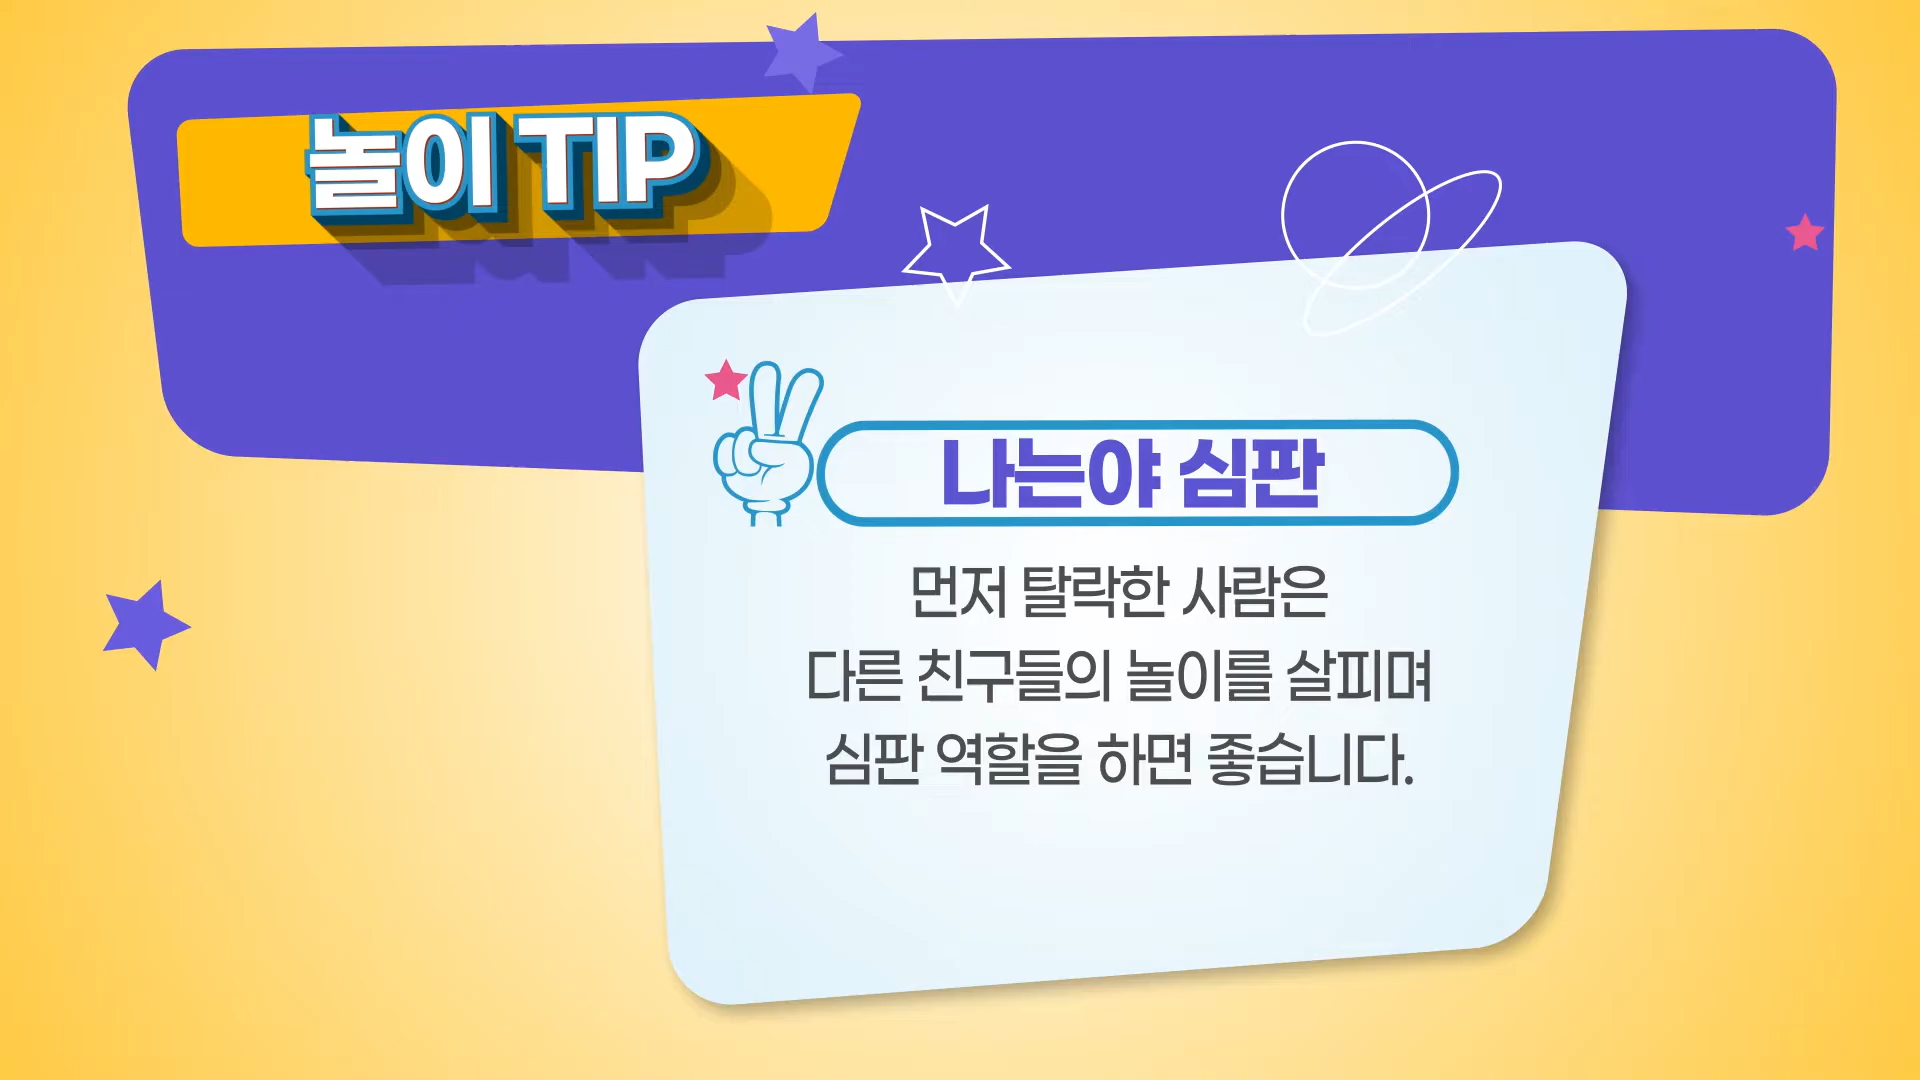 놀이 TIP
나는야 심판
먼저 탈락한 사람은
다른 친구들의 놀이를 살피며
심판 역할을 하면 좋습니다.